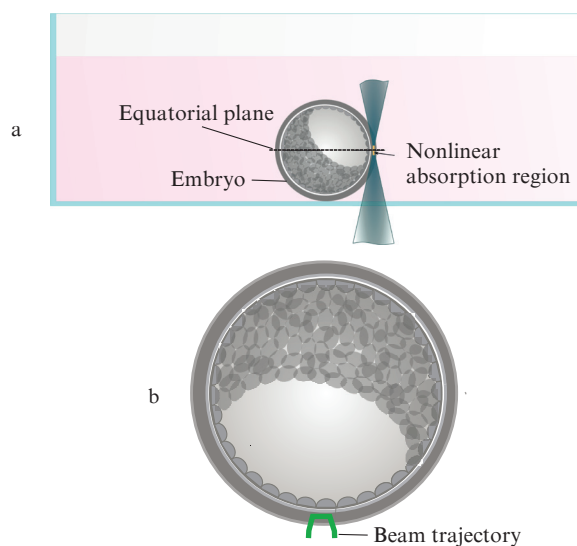 a
Equatorial plane
Embryo
Nonlinear
absorption region
b
Beam trajectory